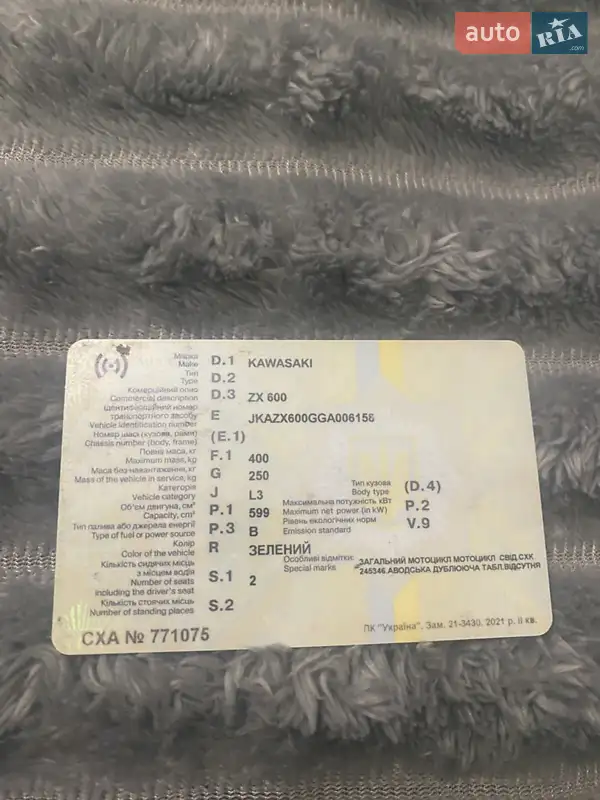 auto RIA .com
Марка
Make D.1 KAWASAKI
Тип
Type D.2
Комерційний опис
Commercial description D.3 ZX 600
Ідентифікаційний номер
транспортного засобу
Vehicle identification number E JKAZX600GGA006158
Номер шасі (кузова, рами)
Chassis number (body, frame) (E.1)
Повна маса, кг
Maximum mass, kg F.1 400
Маса без навантаження, кг
Mass of the vehicle in service, kg G 250
Категорія
Vehicle category J L3
Тип кузова
Body type (D.4)
Об'єм двигуна, см³
Capacity, cm³ P.1 599
Максимальна потужність кВт
Maximum net power (in kW) P.2
Тип палива або джерела енергії
Type of fuel or power source P.3 B
Рівень екологічних норм
Emission standard V.9
Колір
Color of the vehicle R ЗЕЛЕНИЙ
Особливі відмітки:
Special marks ЗАГАЛЬНИЙ МОТОЦИКЛ МОТОЦИКЛ СВІД.СХК
245346.АВОДСЬКА ДУБЛЮЮЧА ТАБЛ.ВІДСУТНЯ
Кількість сидячих місць
з місцем водія
Number of seats
including the driver's seat S.1 2
Кількість стоячих місць
Number of standing places S.2
СХА № 771075
ПК "Україна". Зам. 21-3430. 2021 р. II кв.